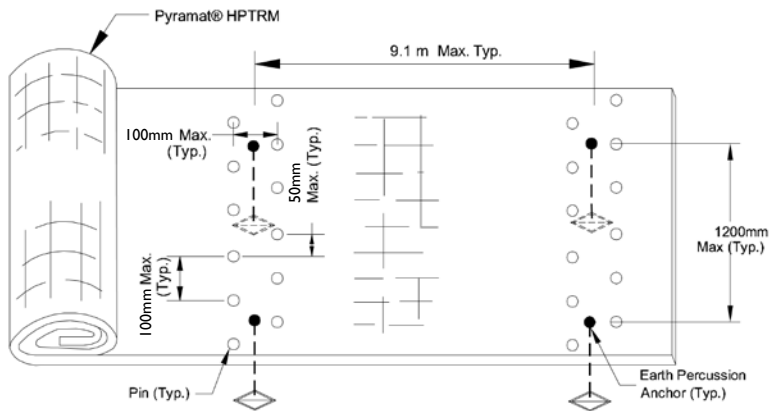 Pyramat® HPTRM
9.1 m Max. Typ.
100mm Max.
(Typ.)
50mm
Max. (Typ.)
1200mm
Max (Typ.)
100mm Max.
(Typ.)
Pin (Typ.)
Earth Percussion
Anchor (Typ.)